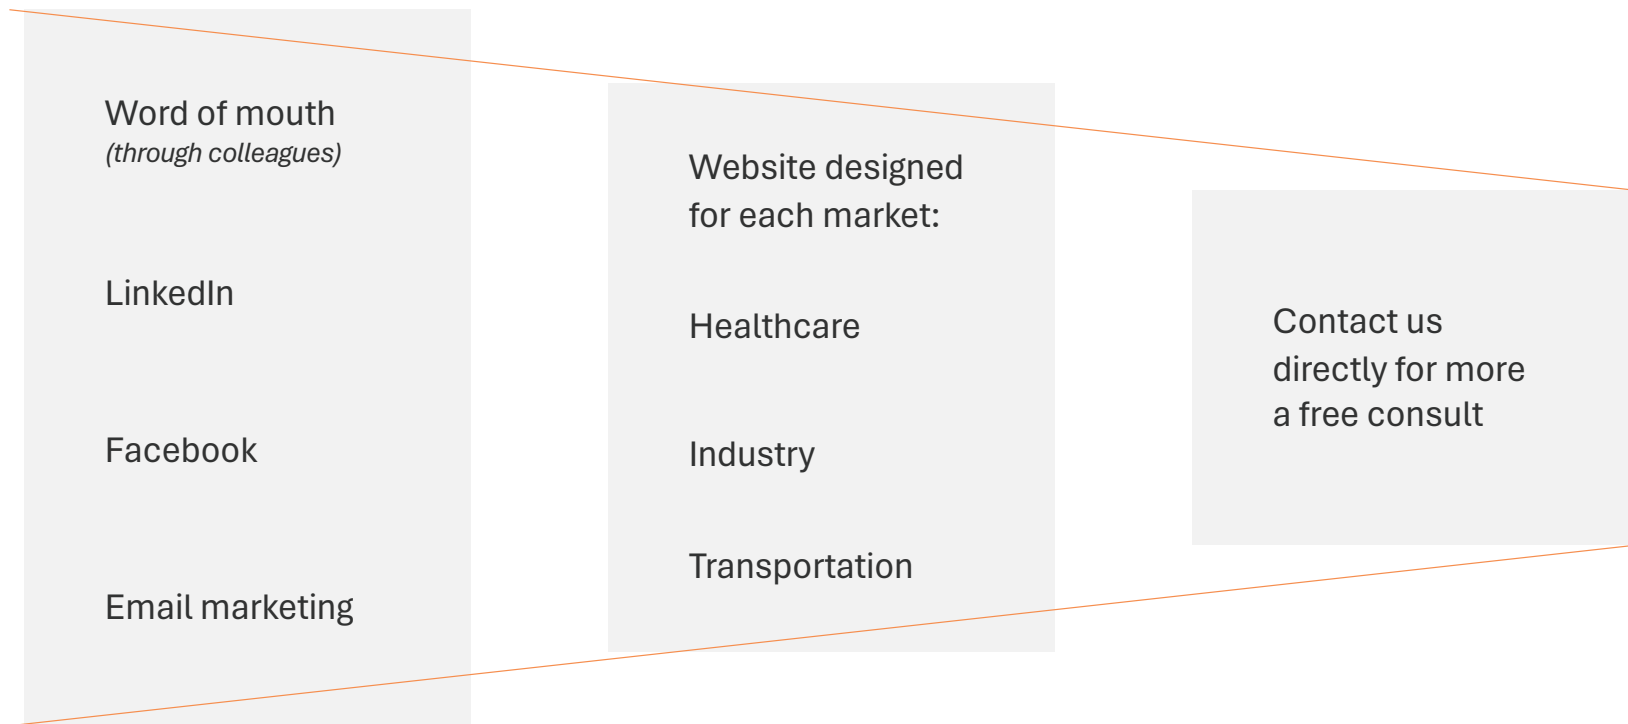 Word of mouth
(through colleagues)
LinkedIn
Facebook
Email marketing
Website designed
for each market:
Healthcare
Industry
Transportation
Contact us
directly for more
a free consult